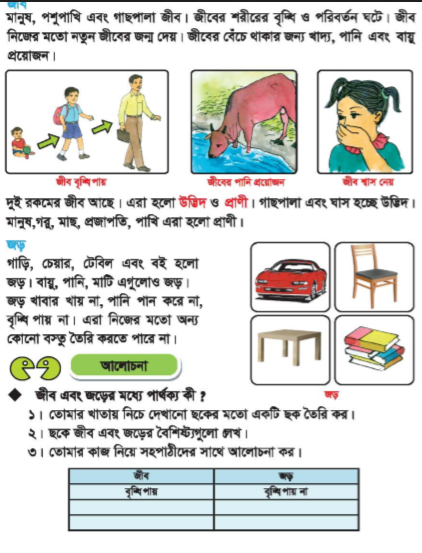 জীব
মানুষ, পশুপাখি এবং গাছপালা জীব। জীবের শরীরের বৃদ্ধি ও পরিবর্তন ঘটে। জীব
নিজের মতো নতুন জীবের জন্ম দেয়। জীবের বেঁচে থাকার জন্য খাদ্য, পানি এবং বায়ু
প্রয়োজন।
জীব বৃদ্ধি পায়
জীবের পানি প্রয়োজন
জীব শ্বাস নেয়
দুই রকমের জীব আছে। এরা হলো উদ্ভিদ ও প্রাণী। গাছপালা এবং ঘাস হচ্ছে উদ্ভিদ।
মানুষ,গরু, মাছ, প্রজাপতি, পাখি এরা হলো প্রাণী।
জড়
গাড়ি, চেয়ার, টেবিল এবং বই হলো
জড়। বায়ু, পানি, মাটি এগুলোও জড়।
জড় খাবার খায় না, পানি পান করে না,
বৃদ্ধি পায় না। এরা নিজের মতো অন্য
কোনো বস্তু তৈরি করতে পারে না।
জড়
আলোচনা
◆ জীব এবং জড়ের মধ্যে পার্থক্য কী ?
১। তোমার খাতায় নিচে দেখানো ছকের মতো একটি ছক তৈরি কর।
২। ছকে জীব এবং জড়ের বৈশিষ্ট্যগুলো লেখ।
৩। তোমার কাজ নিয়ে সহপাঠীদের সাথে আলোচনা কর।
জীব জড়
বৃদ্ধি পায় বৃদ্ধি পায় না